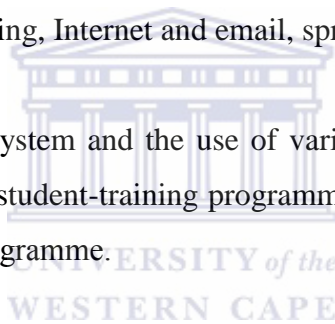 ing, Internet and email, spr
ystem and the use of vari
student-training programm
gramme.
UNIVERSITY of the
WESTERN CAPE